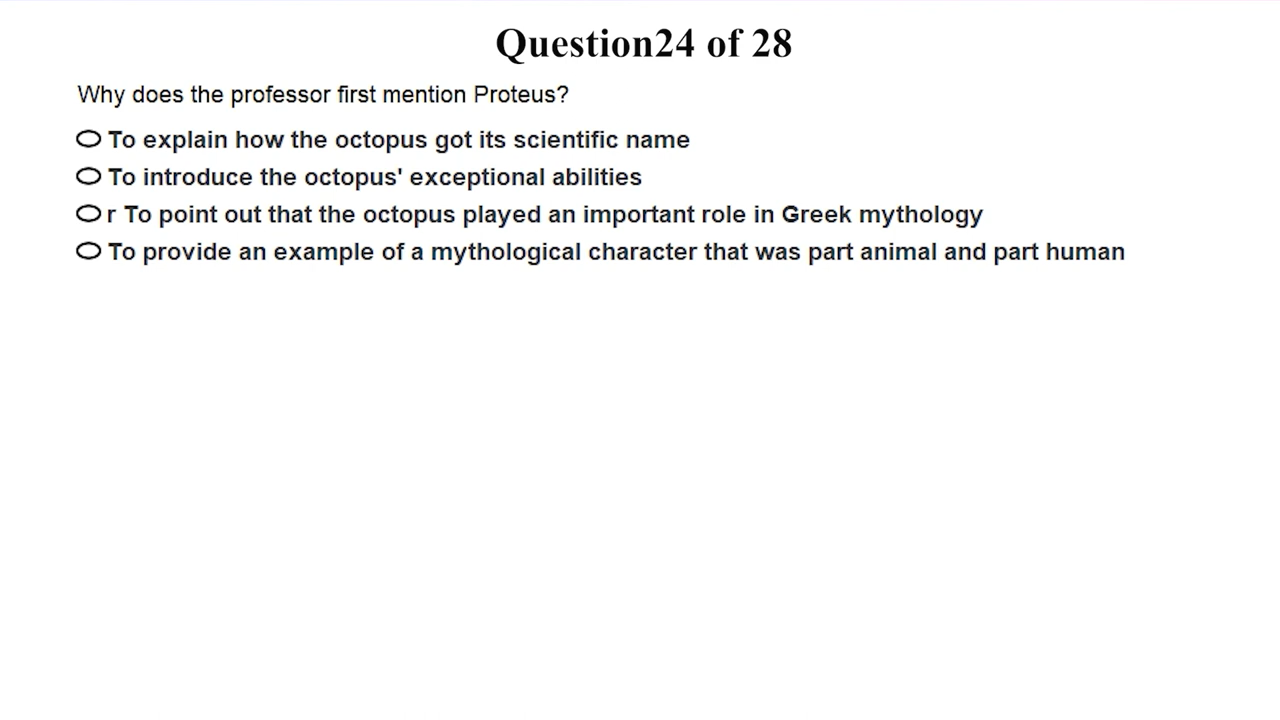 Question24 of 28
Why does the professor first mention Proteus?
To explain how the octopus got its scientific name
To introduce the octopus' exceptional abilities
r To point out that the octopus played an important role in Greek mythology
To provide an example of a mythological character that was part animal and part human